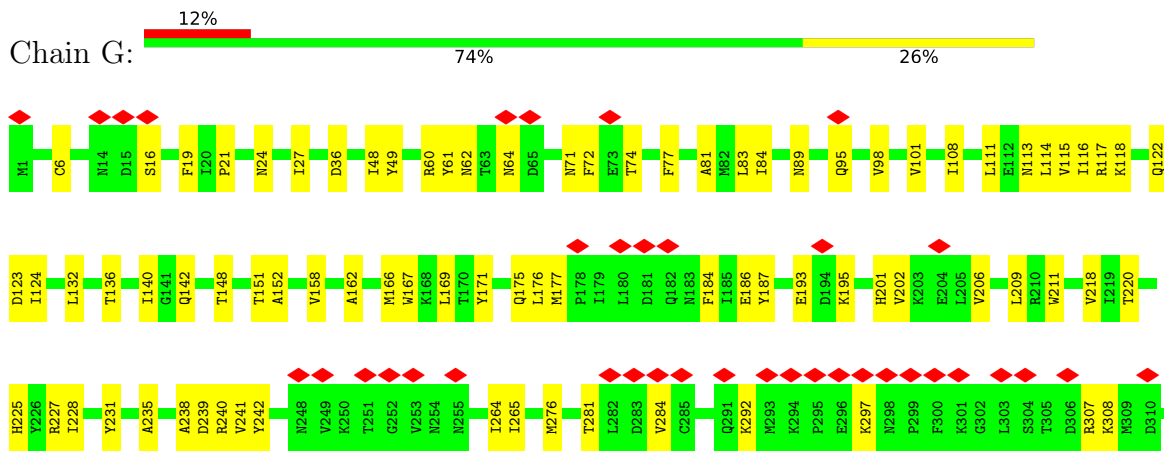 12%
Chain G:
74% 26%
M1 C6 N14 D15 S16 F19 I20 P21 N24 I27 D36 I48 Y49 R60 Y61 N62 T63 N64 D65 N71 F72 E73 T74 F77 A81 M82 L83 I84 N89 Q95 V98 V101 I108 L111 E112 N113 L114 V115 I116 R117 K118 Q122
D123 I124 L132 T136 I140 G141 Q142 T148 T151 A152 V158 A162 M166 W167 K168 L169 T170 Y171 Q175 L176 M177 P178 I179 L180 D181 Q182 N183 F184 I185 E186 Y187 E193 D194 K195 H201 V202 K203 E204 L205 V206 L209 R210 W211 V218 I219 T220
H225 Y226 R227 I228 Y231 A235 A238 D239 R240 V241 Y242 N248 V249 K250 T251 G252 V253 N254 N255 I264 I265 M276 T281 L282 D283 V284 C285 Q291 K292 M293 K294 P295 E296 K297 N298 P299 F300 K301 G302 L303 S304 T305 D306 R307 K308 M309 D310